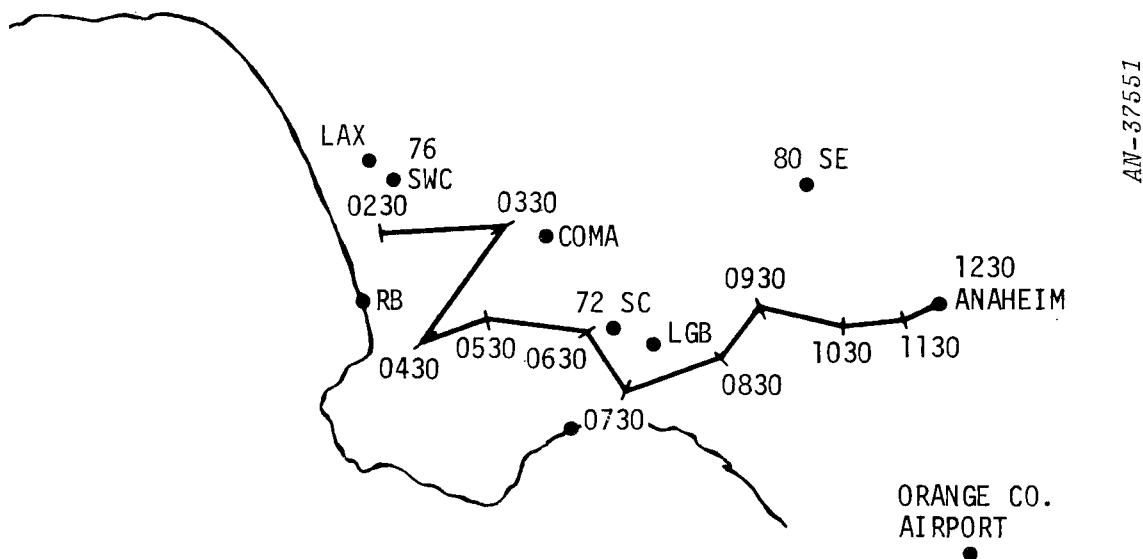 AN-37551
LAX
76
SWC
80 SE
0230
0330
COMA
RB
72 SC
LGB
0930
1230
ANAHEIM
0430
0530
0630
0730
0830
1030
1130
ORANGE CO.
AIRPORT